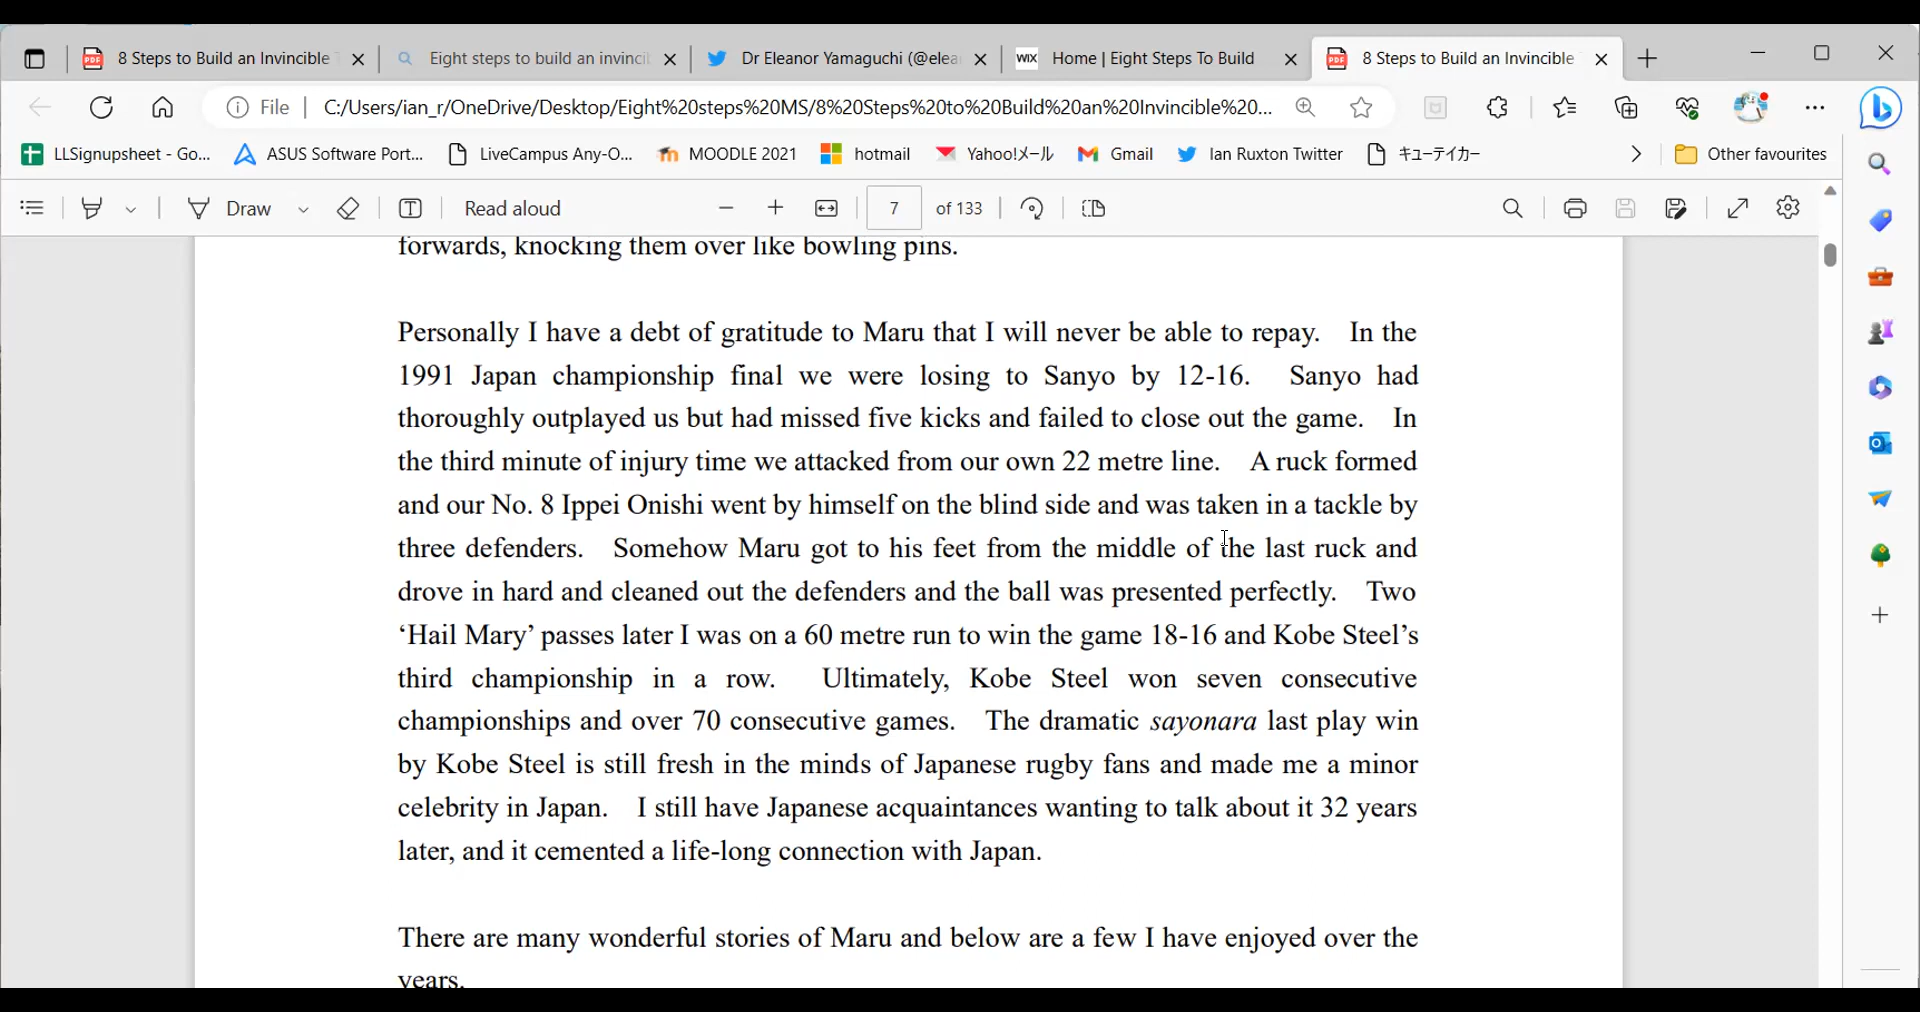 8 Steps to Build an Invincible
Eight steps to build an invinci
Dr Eleanor Yamaguchi (@elea
WIX Home | Eight Steps To Build
8 Steps to Build an Invincible
File C:/Users/ian_r/OneDrive/Desktop/Eight%20steps%20MS/8%20Steps%20to%20Build%20an%20Invincible%20...
LLSignupsheet - Go... ASUS Software Port... LiveCampus Any-O... MOODLE 2021 hotmail Yahoo!メール Gmail Ian Ruxton Twitter キューテイカー Other favourites
Draw Read aloud 7 of 133
forwards, knocking them over like bowling pins.
Personally I have a debt of gratitude to Maru that I will never be able to repay. In the
1991 Japan championship final we were losing to Sanyo by 12-16. Sanyo had
thoroughly outplayed us but had missed five kicks and failed to close out the game. In
the third minute of injury time we attacked from our own 22 metre line. A ruck formed
and our No. 8 Ippei Onishi went by himself on the blind side and was taken in a tackle by
three defenders. Somehow Maru got to his feet from the middle of the last ruck and
drove in hard and cleaned out the defenders and the ball was presented perfectly. Two
‘Hail Mary’ passes later I was on a 60 metre run to win the game 18-16 and Kobe Steel’s
third championship in a row. Ultimately, Kobe Steel won seven consecutive
championships and over 70 consecutive games. The dramatic sayonara last play win
by Kobe Steel is still fresh in the minds of Japanese rugby fans and made me a minor
celebrity in Japan. I still have Japanese acquaintances wanting to talk about it 32 years
later, and it cemented a life-long connection with Japan.
There are many wonderful stories of Maru and below are a few I have enjoyed over the
years.